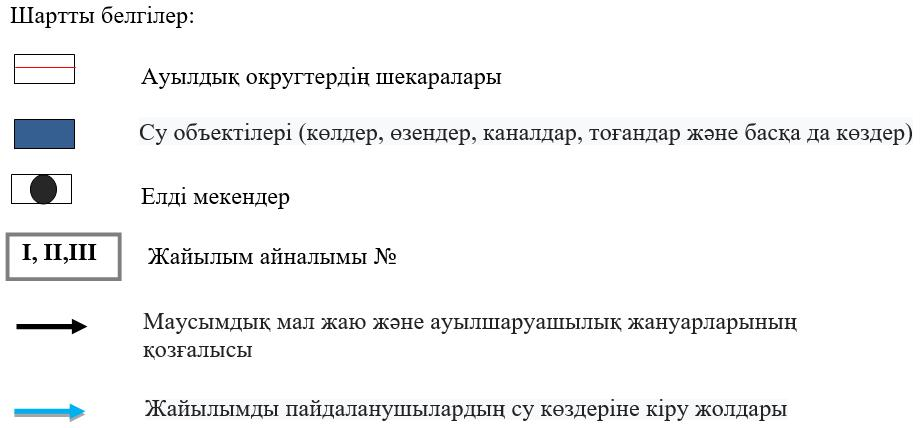 Шартты белгілер:
Ауылдық округтердің шекаралары
Су объектілері (көлдер, өзендер, каналдар, тоғандар және басқа да көздер)
Елді мекендер
I, II,III Жайылым айналымы №
Маусымдық мал жаю және ауылшаруашылық жануарларының
қозғалысы
Жайылымды пайдаланушылардың су көздеріне кіру жолдары